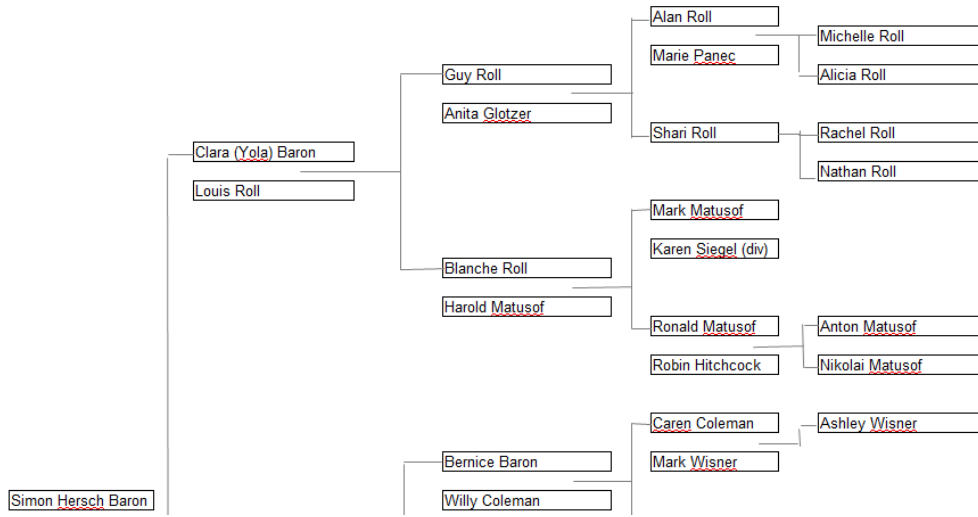 Alan Roll
Michelle Roll
Marie Panec
Guy Roll
Alicia Roll
Anita Glotzer
Shari Roll
Rachel Roll
Clara (Yola) Baron
Nathan Roll
Louis Roll
Mark Matusof
Karen Siegel (div)
Blanche Roll
Harold Matusof
Ronald Matusof
Anton Matusof
Robin Hitchcock
Nikolai Matusof
Caren Coleman
Ashley Wisner
Bernice Baron
Mark Wisner
Simon Hersch Baron
Willy Coleman